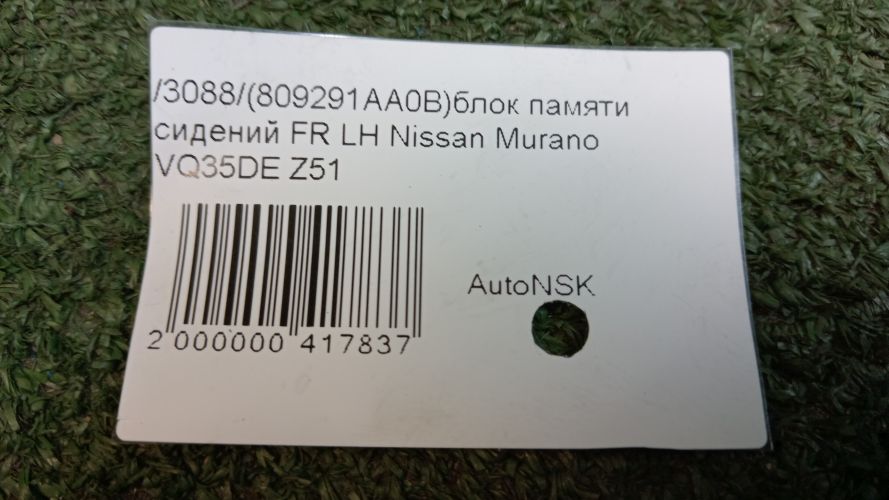 /3088/(809291AA0B)блок памяти
сидений FR LH Nissan Murano
VQ35DE Z51
AutoNSK
2 000000 417837